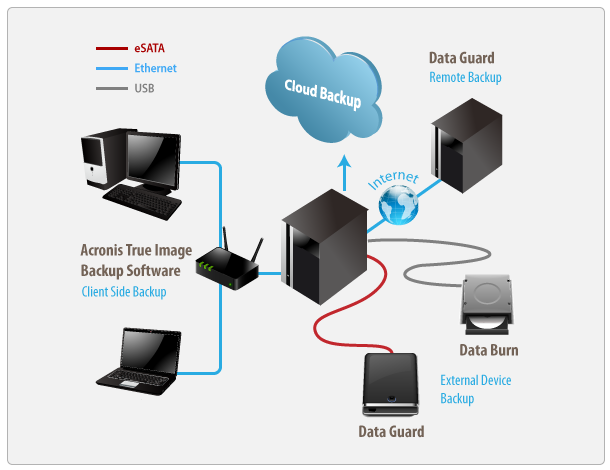 eSATA
Ethernet
USB
Cloud Backup
Data Guard
Remote Backup
Internet
Acronis True Image
Backup Software
Client Side Backup
Data Burn
External Device
Backup
Data Guard